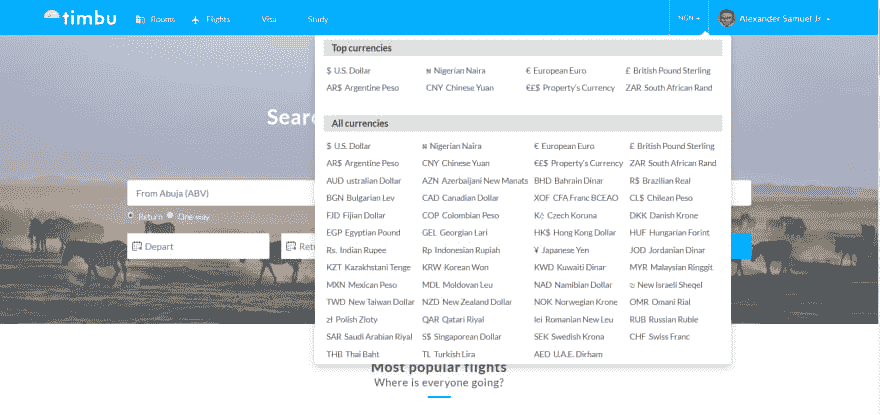 timbu Rooms Flights Visa Study NGN Alexander Samuel Jr
Top currencies
$ U.S. Dollar ₦ Nigerian Naira € European Euro £ British Pound Sterling
AR$ Argentine Peso CNY Chinese Yuan €£$ Property's Currency ZAR South African Rand
Sear
All currencies
$ U.S. Dollar ₦ Nigerian Naira € European Euro £ British Pound Sterling
AR$ Argentine Peso CNY Chinese Yuan €£$ Property's Currency ZAR South African Rand
AUD ustralian Dollar AZN Azerbaijani New Manats BHD Bahrain Dinar R$ Brazilian Real
From Abuja (ABV)
BGN Bulgarian Lev CAD Canadian Dollar XOF CFA Franc BCEAO CL$ Chilean Peso
Return One way
FJD Fijian Dollar COP Colombian Peso Kč Czech Koruna DKK Danish Krone
EGP Egyptian Pound GEL Georgian Lari HK$ Hong Kong Dollar HUF Hungarian Forint
Depart Retu
Rs. Indian Rupee Rp Indonesian Rupiah ¥ Japanese Yen JOD Jordanian Dinar
KZT Kazakhstani Tenge KRW Korean Won KWD Kuwaiti Dinar MYR Malaysian Ringgit
MXN Mexican Peso MDL Moldovan Leu NAD Namibian Dollar ₪ New Israeli Sheqel
TWD New Taiwan Dollar NZD New Zealand Dollar NOK Norwegian Krone OMR Omani Rial
zł Polish Zloty QAR Qatari Riyal lei Romanian New Leu RUB Russian Ruble
SAR Saudi Arabian Riyal S$ Singaporean Dollar SEK Swedish Krona CHF Swiss Franc
THB Thai Baht TL Turkish Lira AED U.A.E. Dirham
Most popular flights
Where is everyone going?